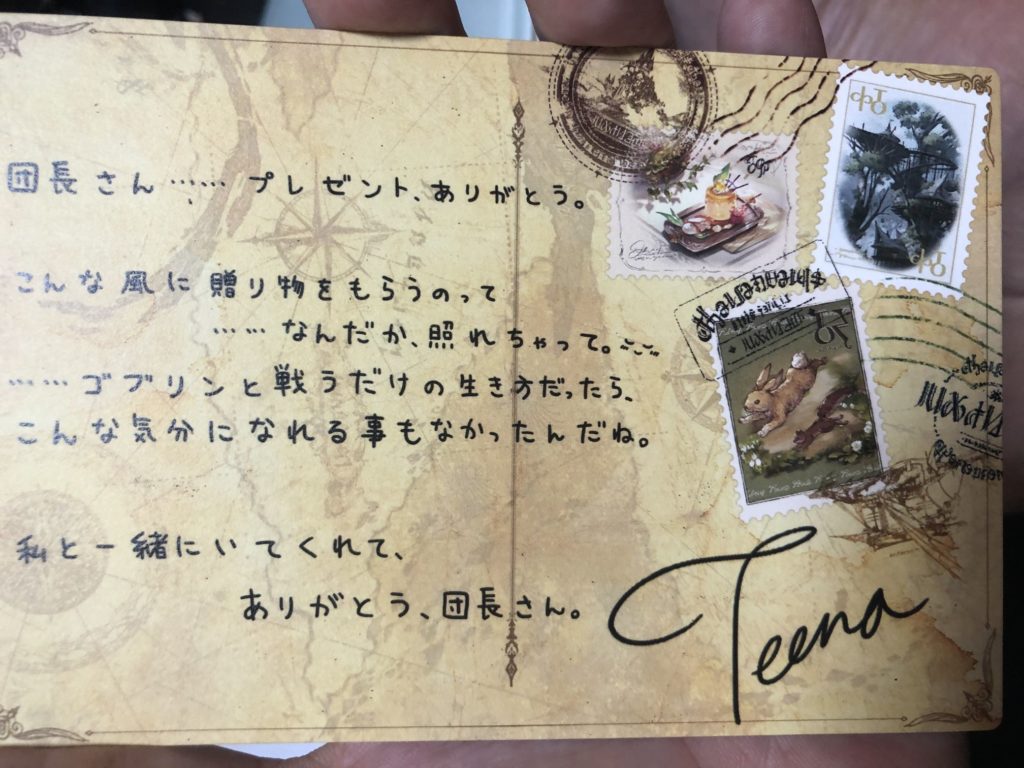 団長さん…… プレゼント、ありがとう。
こんな風に贈り物をもらうのって
……なんだか、照れちゃって。
……ゴブリンと戦うだけの生き方だったら、
こんな気分になれる事もなかったんだね。
私と一緒にいてくれて、
ありがとう、団長さん。
Teena